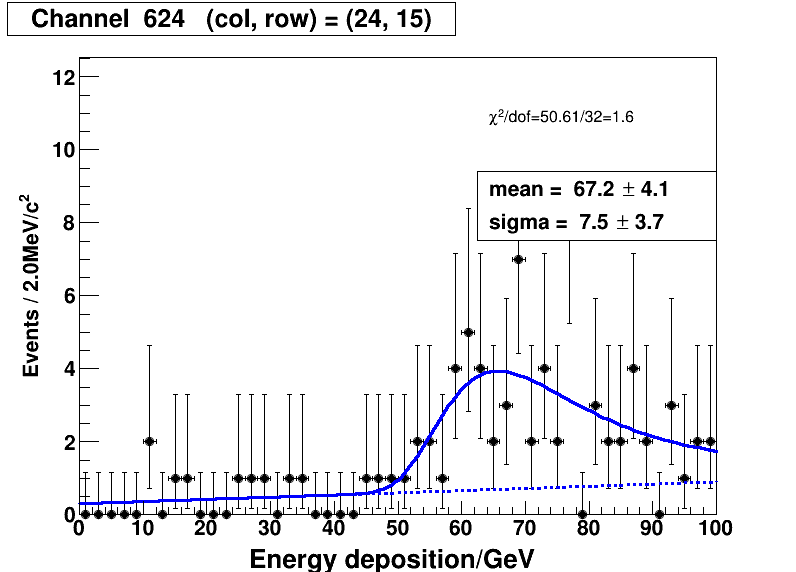 Channel 624 (col, row) = (24, 15)
χ²/dof=50.61/32=1.6
mean = 67.2 ± 4.1
sigma = 7.5 ± 3.7
Events / 2.0MeV/c²
12
10
8
6
4
2
0
0 10 20 30 40 50 60 70 80 90 100
Energy deposition/GeV